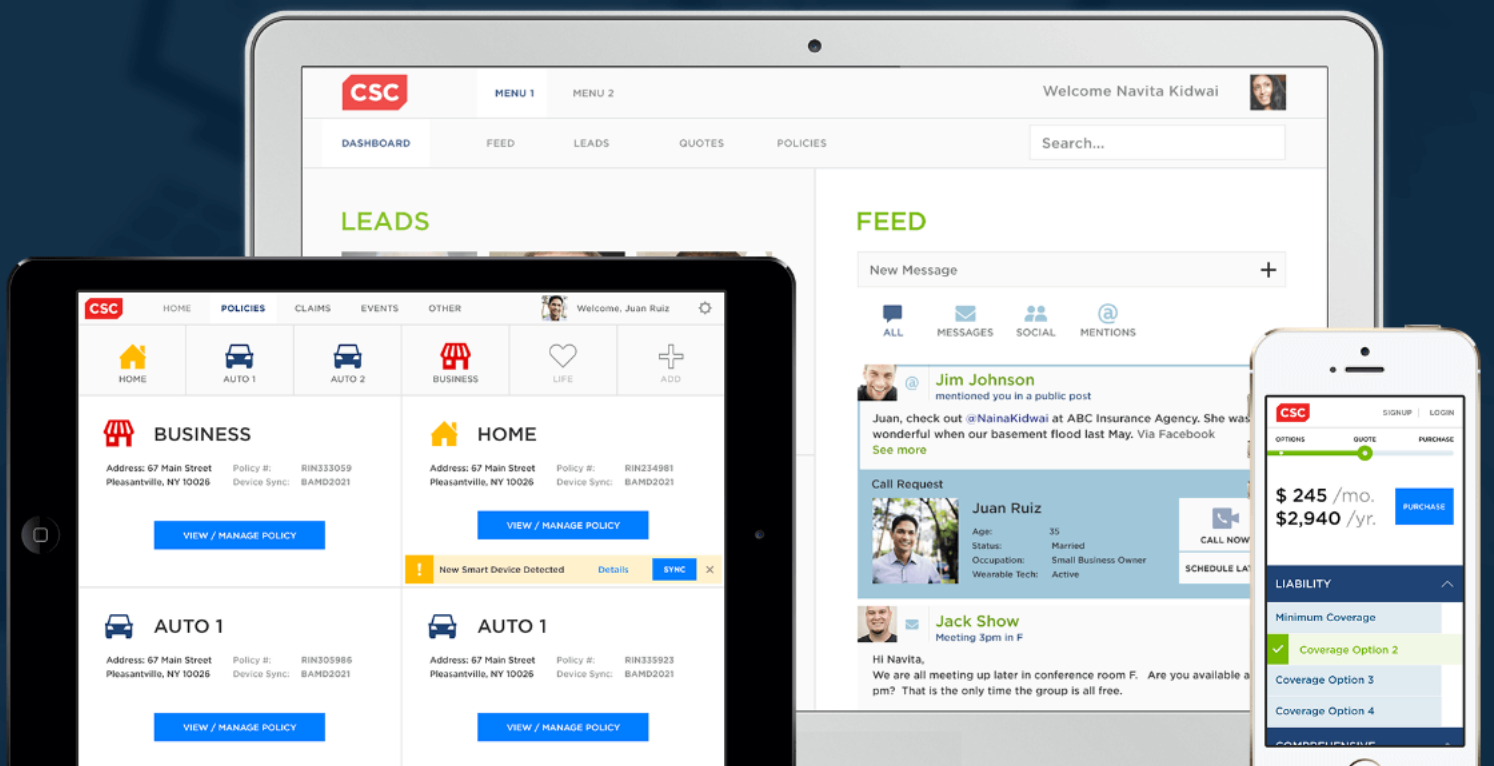 CSC
MENU 1 MENU 2
Welcome Navita Kidwai
DASHBOARD FEED LEADS QUOTES POLICIES
Search...
LEADS
FEED
New Message +
ALL MESSAGES SOCIAL MENTIONS
@ Jim Johnson
mentioned you in a public post
Juan, check out @NainaKidwai at ABC Insurance Agency. She was
wonderful when our basement flood last May. Via Facebook
See more
Call Request
Juan Ruiz
Age: 35
Status: Married
Occupation: Small Business Owner
Wearable Tech: Active
CALL NOW
SCHEDULE LAT
Jack Show
Meeting 3pm in F
Hi Navita,
We are all meeting up later in conference room F. Are you available a
pm? That is the only time the group is all free.
CSC HOME POLICIES CLAIMS EVENTS OTHER Welcome, Juan Ruiz
HOME AUTO 1 AUTO 2 BUSINESS LIFE ADD
BUSINESS
Address: 67 Main Street Policy #: RIN333059
Pleasantville, NY 10026 Device Sync: BAMD2021
VIEW / MANAGE POLICY
HOME
Address: 67 Main Street Policy #: RIN234981
Pleasantville, NY 10026 Device Sync: BAMD2021
VIEW / MANAGE POLICY
! New Smart Device Detected Details SYNC ×
AUTO 1
Address: 67 Main Street Policy #: RIN305986
Pleasantville, NY 10026 Device Sync: BAMD2021
VIEW / MANAGE POLICY
AUTO 1
Address: 67 Main Street Policy #: RIN335923
Pleasantville, NY 10026 Device Sync: BAMD2021
VIEW / MANAGE POLICY
CSC SIGNUP | LOGIN
OPTIONS QUOTE PURCHASE
$ 245 /mo.
$2,940 /yr.
PURCHASE
LIABILITY
Minimum Coverage
Coverage Option 2
Coverage Option 3
Coverage Option 4
COMPREHENSIVE